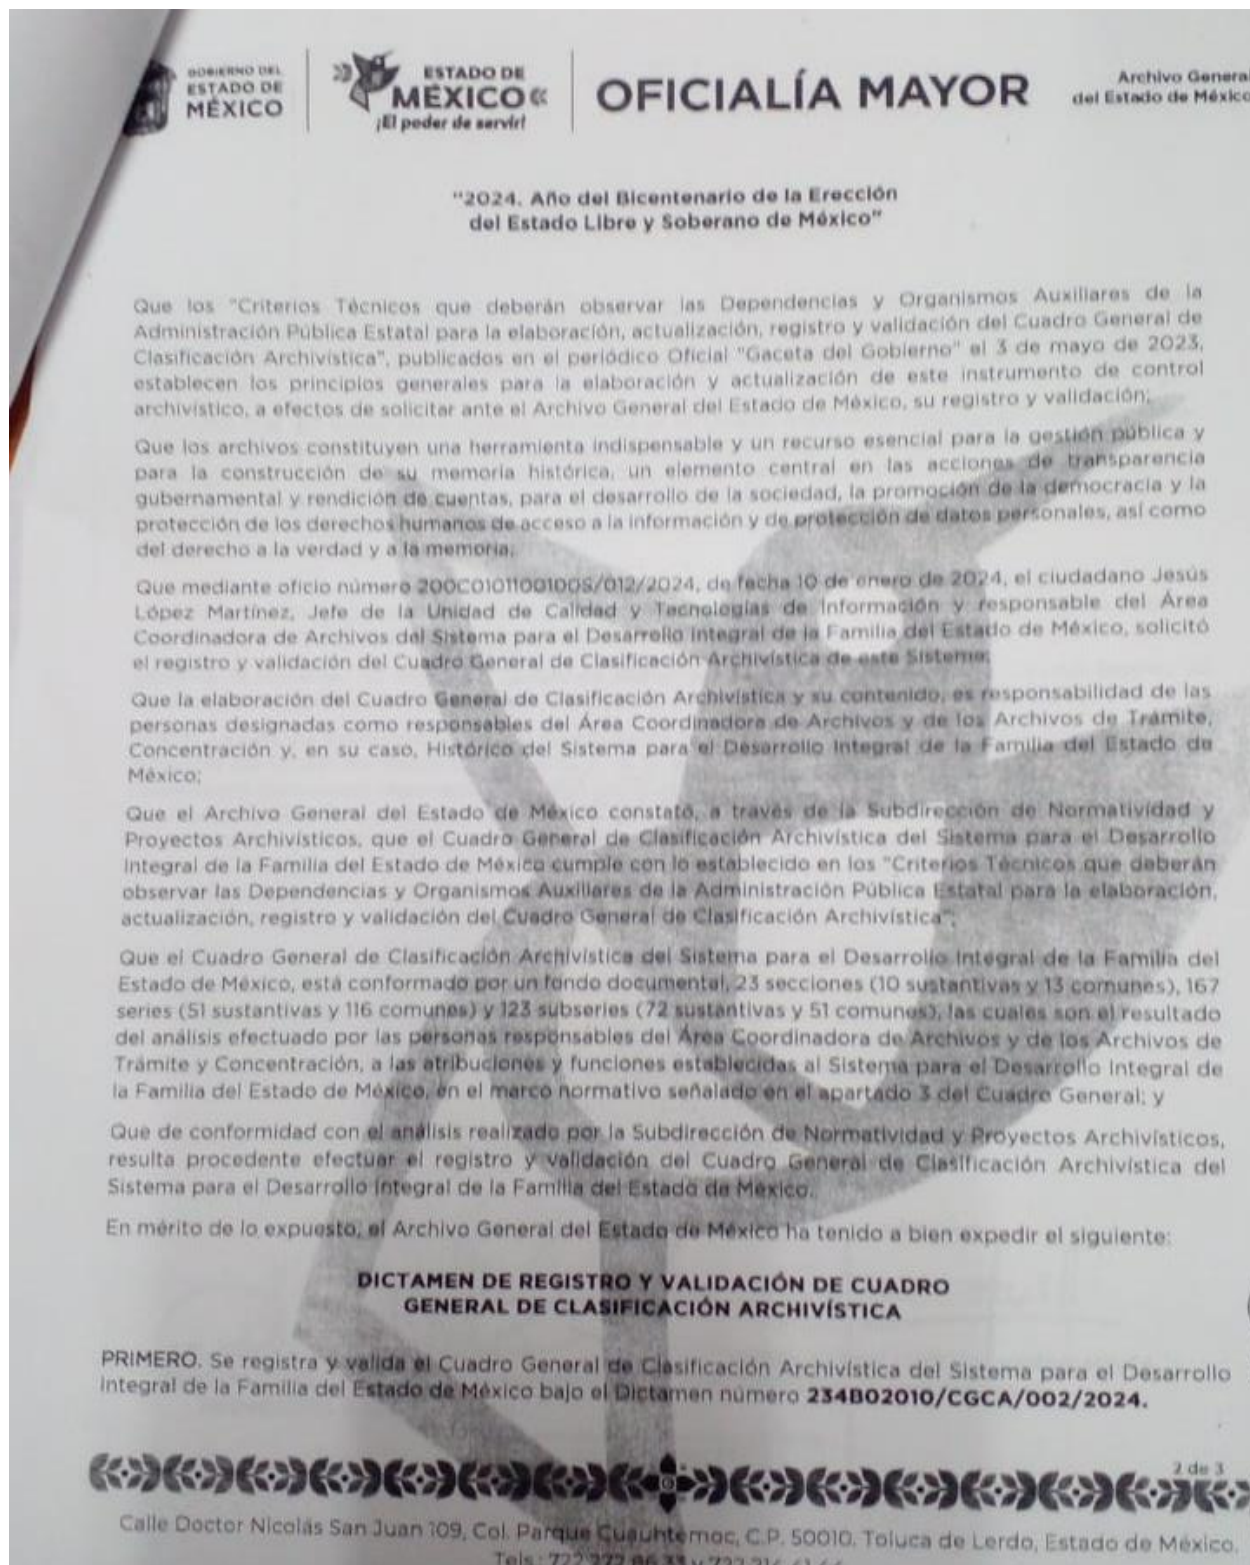 GOBIERNO DEL
ESTADO DE
MÉXICO
ESTADO DE
MÉXICO
¡El poder de servir!
OFICIALÍA MAYOR
Archivo General
del Estado de México
"2024. Año del Bicentenario de la Erección
del Estado Libre y Soberano de México"
Que los "Criterios Técnicos que deberán observar las Dependencias y Organismos Auxiliares de la
Administración Pública Estatal para la elaboración, actualización, registro y validación del Cuadro General de
Clasificación Archivística", publicados en el periódico Oficial "Gaceta del Gobierno" el 3 de mayo de 2023,
establecen los principios generales para la elaboración y actualización de este instrumento de control
archivístico, a efectos de solicitar ante el Archivo General del Estado de México, su registro y validación;
Que los archivos constituyen una herramienta indispensable y un recurso esencial para la gestión pública y
para la construcción de su memoria histórica, un elemento central en las acciones de transparencia
gubernamental y rendición de cuentas, para el desarrollo de la sociedad, la promoción de la democracia y la
protección de los derechos humanos de acceso a la información y de protección de datos personales, así como
del derecho a la verdad y a la memoria;
Que mediante oficio número 200C0101100100S/012/2024, de fecha 10 de enero de 2024, el ciudadano Jesús
López Martínez, Jefe de la Unidad de Calidad y Tecnologías de Información y responsable del Área
Coordinadora de Archivos del Sistema para el Desarrollo Integral de la Familia del Estado de México, solicitó
el registro y validación del Cuadro General de Clasificación Archivística de este Sistema;
Que la elaboración del Cuadro General de Clasificación Archivística y su contenido, es responsabilidad de las
personas designadas como responsables del Área Coordinadora de Archivos y de los Archivos de Trámite,
Concentración y, en su caso, Histórico del Sistema para el Desarrollo Integral de la Familia del Estado de
México;
Que el Archivo General del Estado de México constató, a través de la Subdirección de Normatividad y
Proyectos Archivísticos, que el Cuadro General de Clasificación Archivística del Sistema para el Desarrollo
Integral de la Familia del Estado de México cumple con lo establecido en los "Criterios Técnicos que deberán
observar las Dependencias y Organismos Auxiliares de la Administración Pública Estatal para la elaboración,
actualización, registro y validación del Cuadro General de Clasificación Archivística";
Que el Cuadro General de Clasificación Archivística del Sistema para el Desarrollo Integral de la Familia del
Estado de México, está conformado por un fondo documental, 23 secciones (10 sustantivas y 13 comunes), 167
series (51 sustantivas y 116 comunes) y 123 subseries (72 sustantivas y 51 comunes), las cuales son el resultado
del análisis efectuado por las personas responsables del Área Coordinadora de Archivos y de los Archivos de
Trámite y Concentración, a las atribuciones y funciones establecidas al Sistema para el Desarrollo Integral de
la Familia del Estado de México, en el marco normativo señalado en el apartado 3 del Cuadro General; y
Que de conformidad con el análisis realizado por la Subdirección de Normatividad y Proyectos Archivísticos,
resulta procedente efectuar el registro y validación del Cuadro General de Clasificación Archivística del
Sistema para el Desarrollo Integral de la Familia del Estado de México.
En mérito de lo expuesto, el Archivo General del Estado de México ha tenido a bien expedir el siguiente:
DICTAMEN DE REGISTRO Y VALIDACIÓN DE CUADRO
GENERAL DE CLASIFICACIÓN ARCHIVÍSTICA
PRIMERO. Se registra y valida el Cuadro General de Clasificación Archivística del Sistema para el Desarrollo
Integral de la Familia del Estado de México bajo el Dictamen número 234B02010/CGCA/002/2024.
2 de 3
Calle Doctor Nicolás San Juan 109, Col. Parque Cuauhtemoc, C.P. 50010, Toluca de Lerdo, Estado de México,
Tels.: 722 272